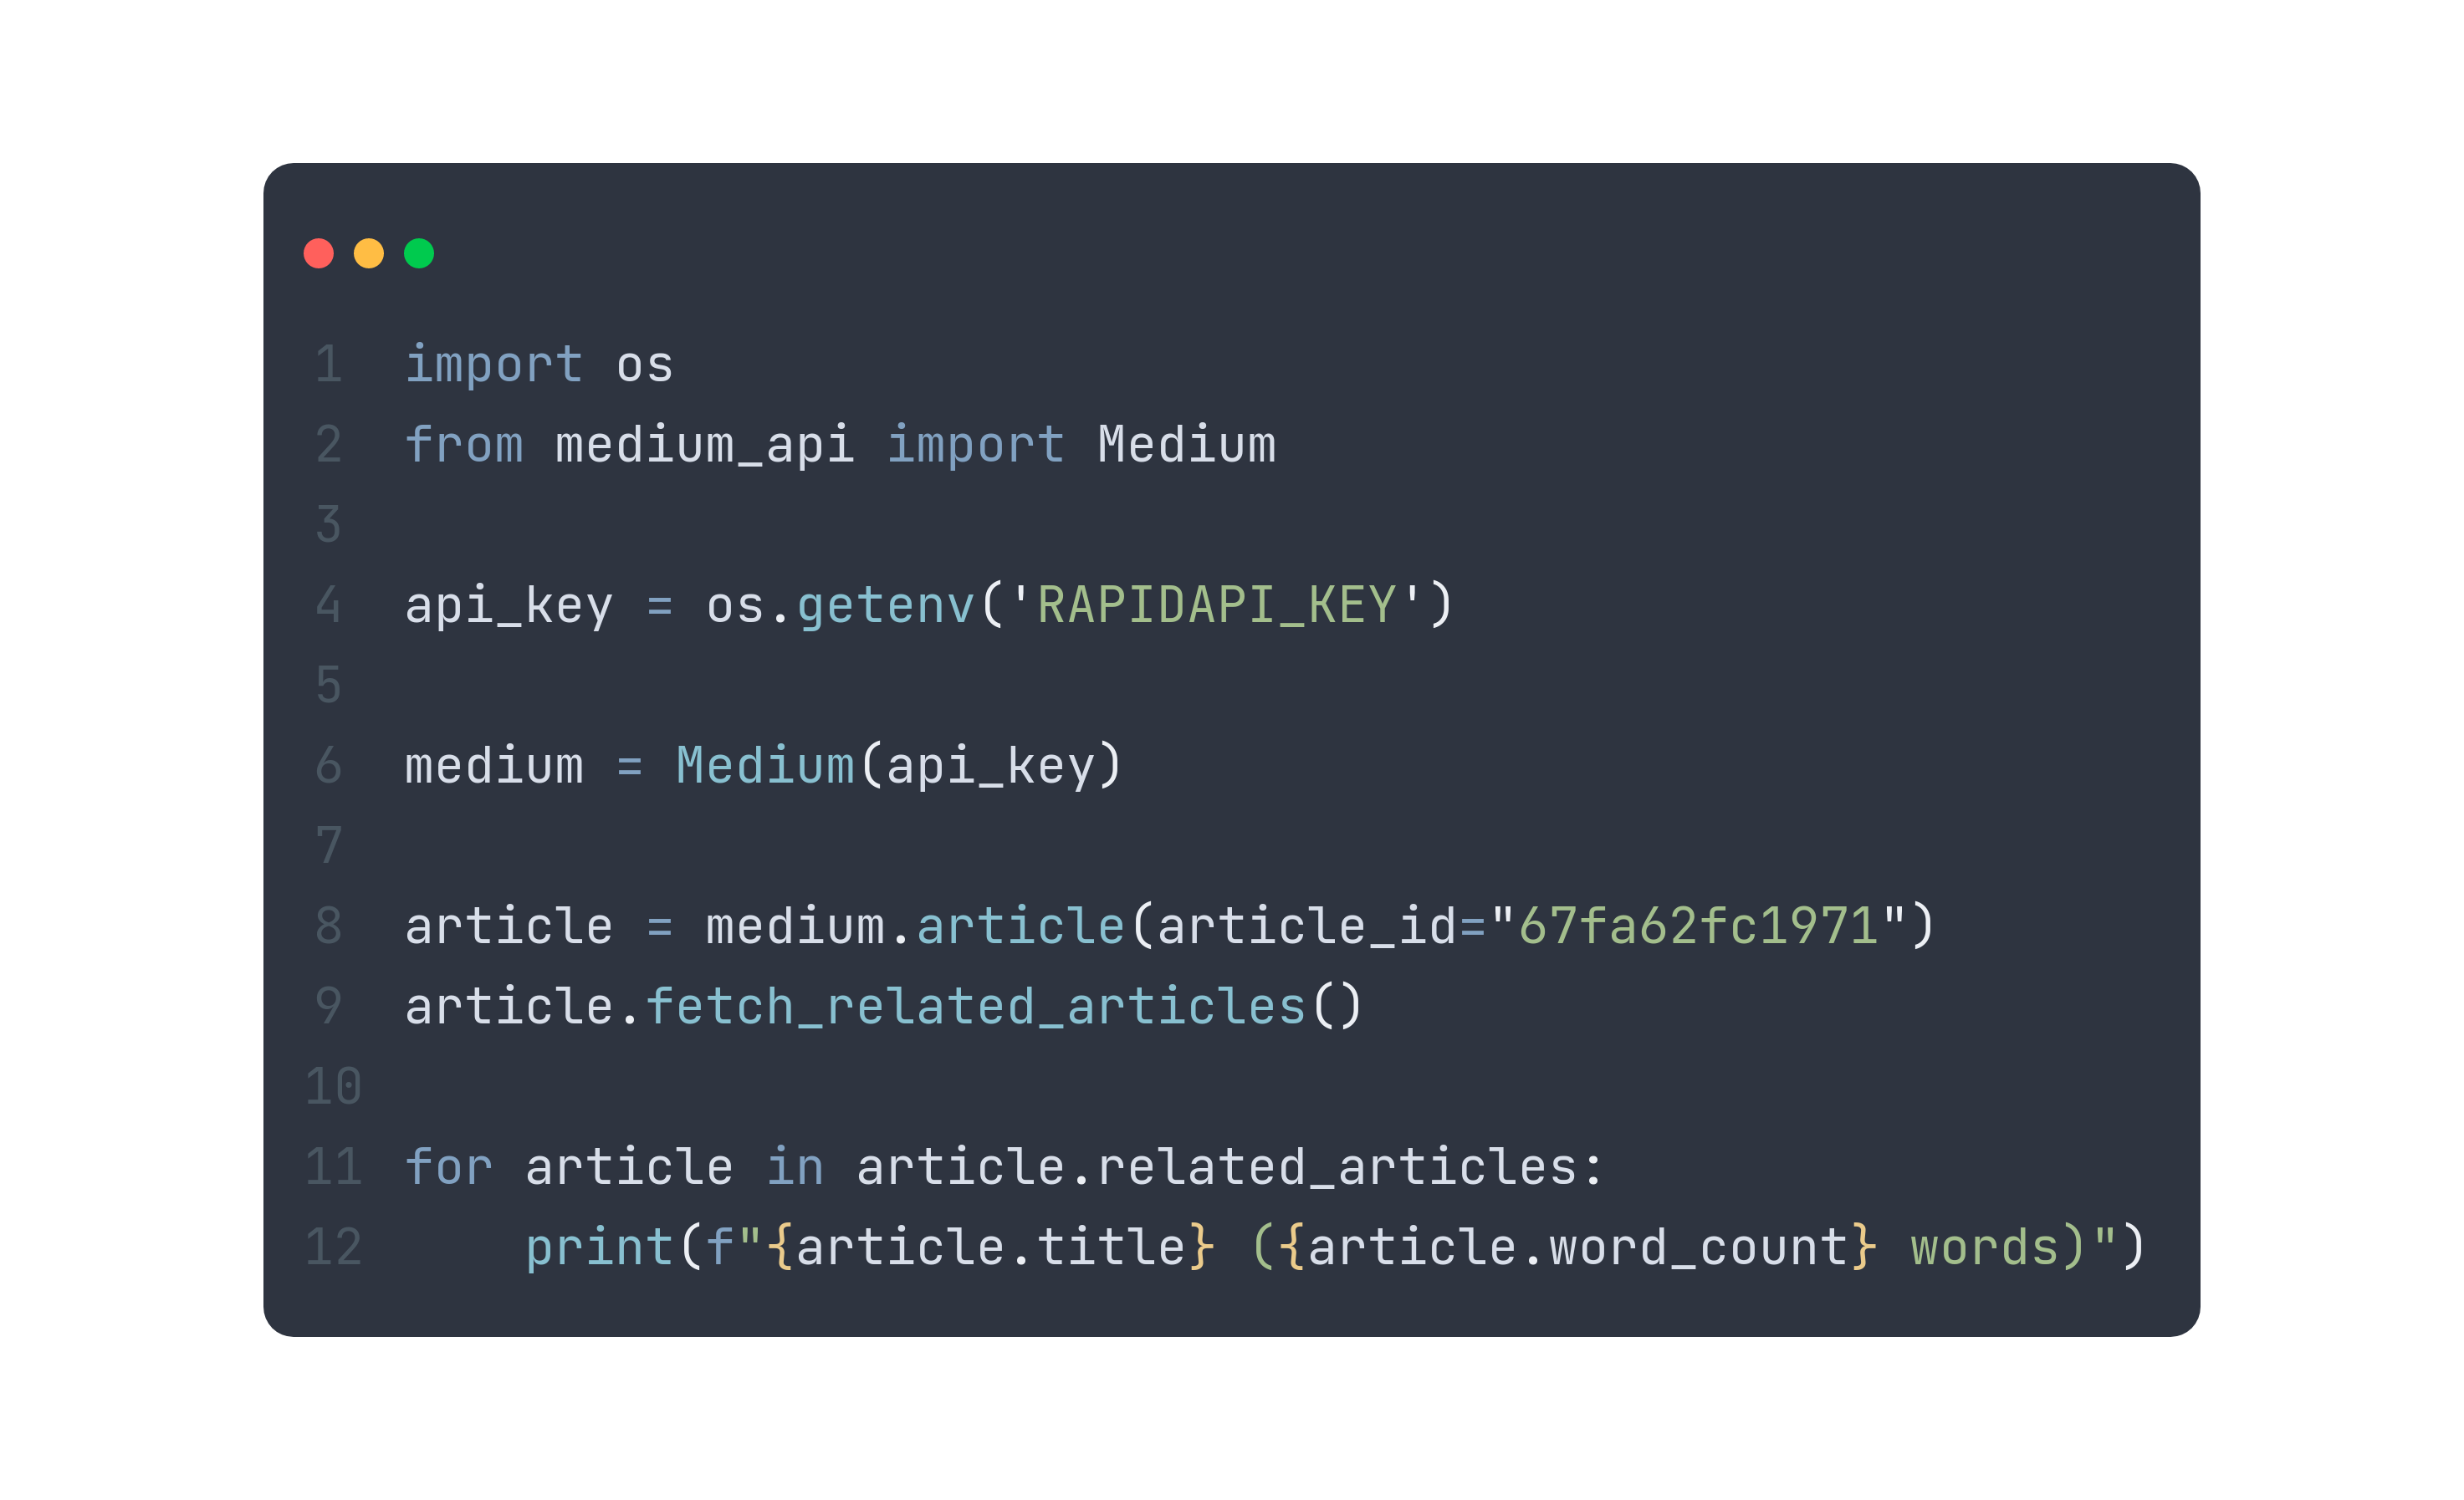 1 import os
2 from medium_api import Medium
3
4 api_key = os.getenv('RAPIDAPI_KEY')
5
6 medium = Medium(api_key)
7
8 article = medium.article(article_id="67fa62fc1971")
9 article.fetch_related_articles()
10
11 for article in article.related_articles:
12     print(f"{article.title} ({article.word_count} words)")